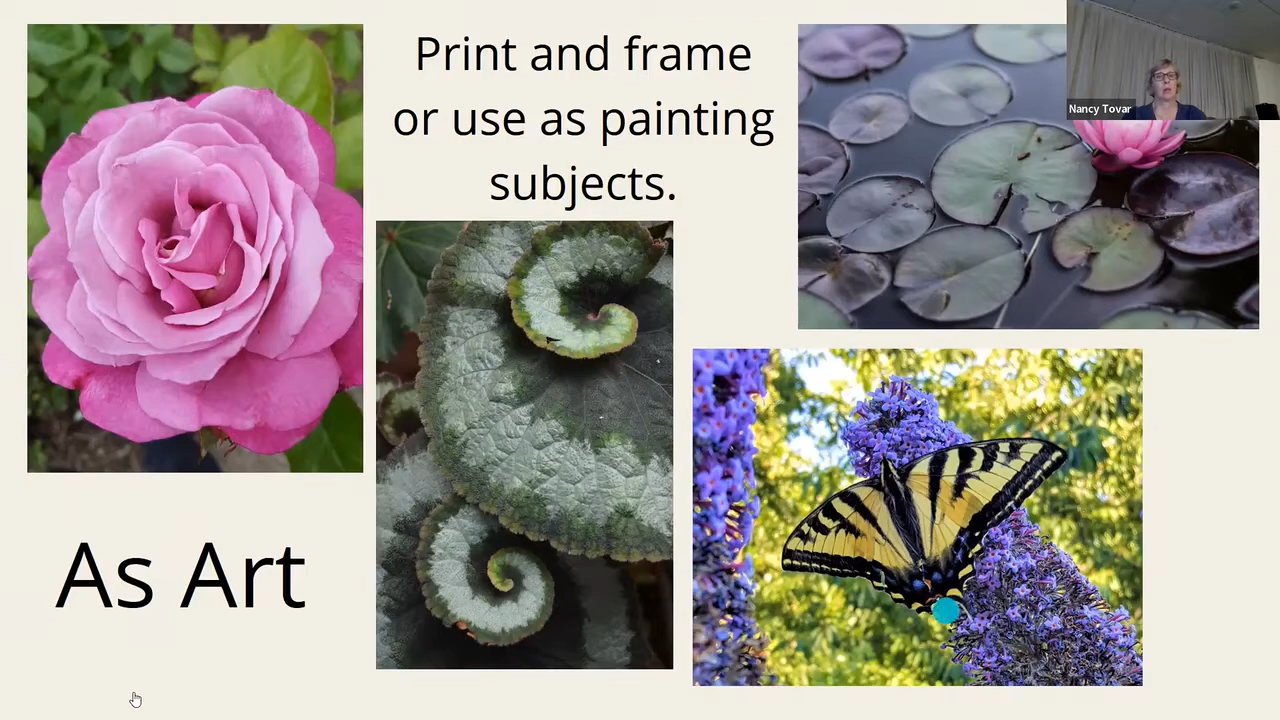 Print and frame
or use as painting
subjects.
Nancy Tovar
As Art